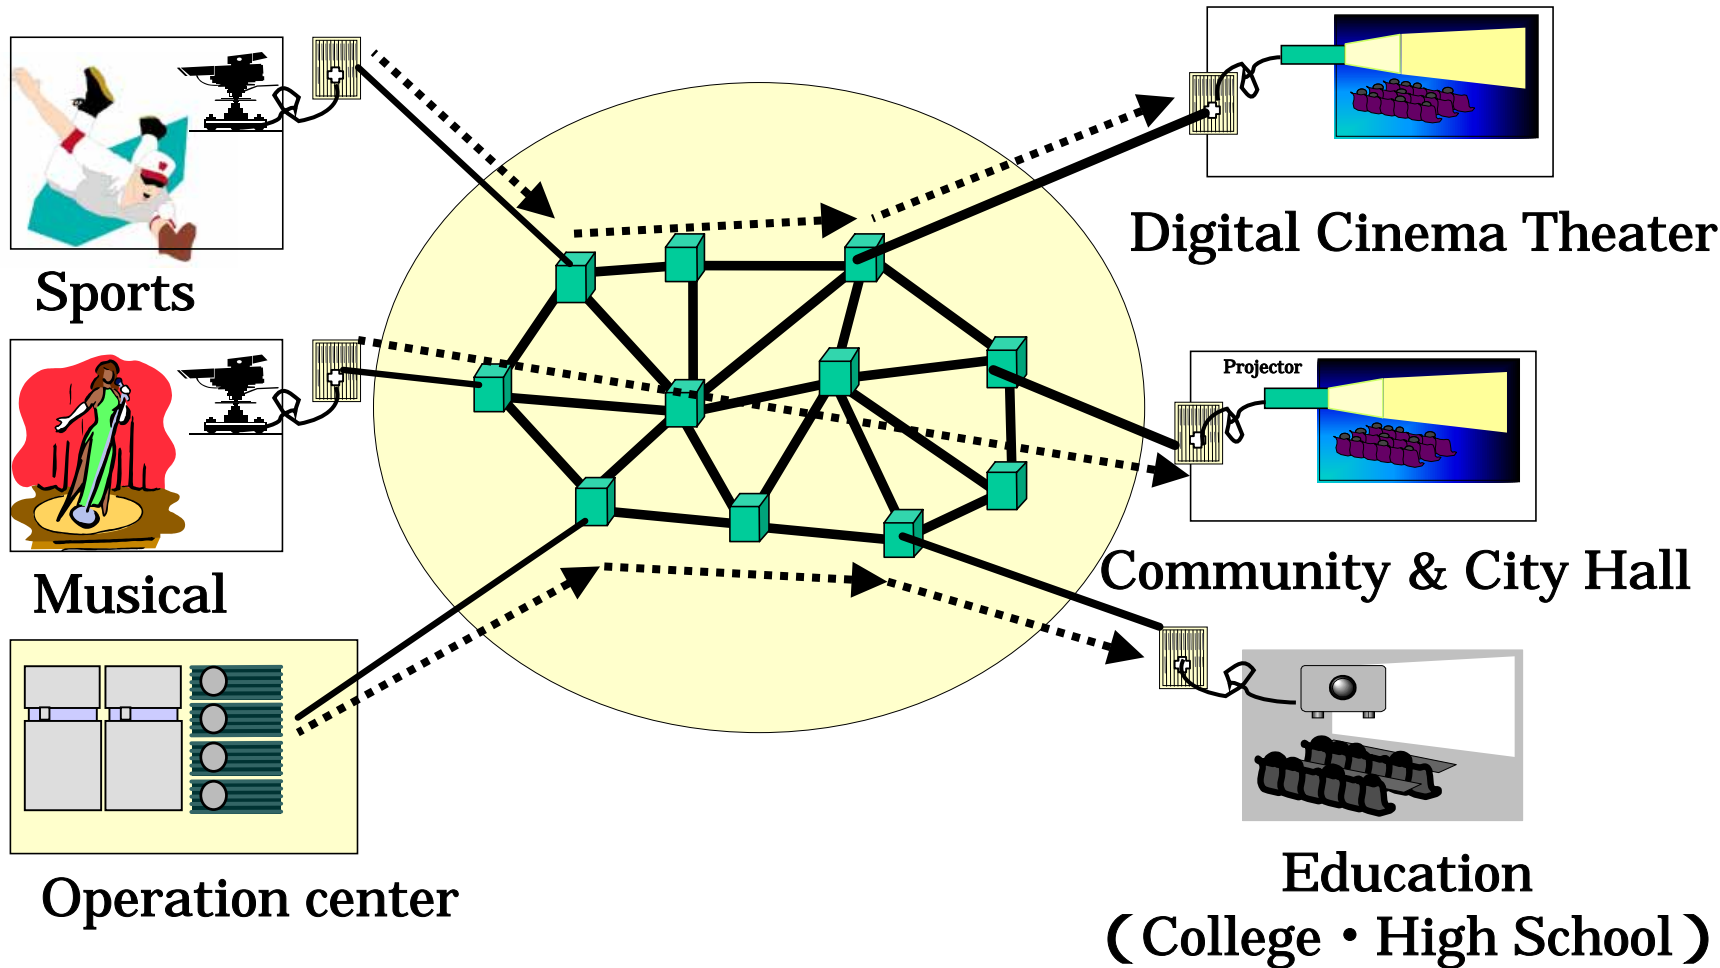 Sports
Musical
Operation center
Digital Cinema Theater
Projector
Community & City Hall
Education
(College・High School)